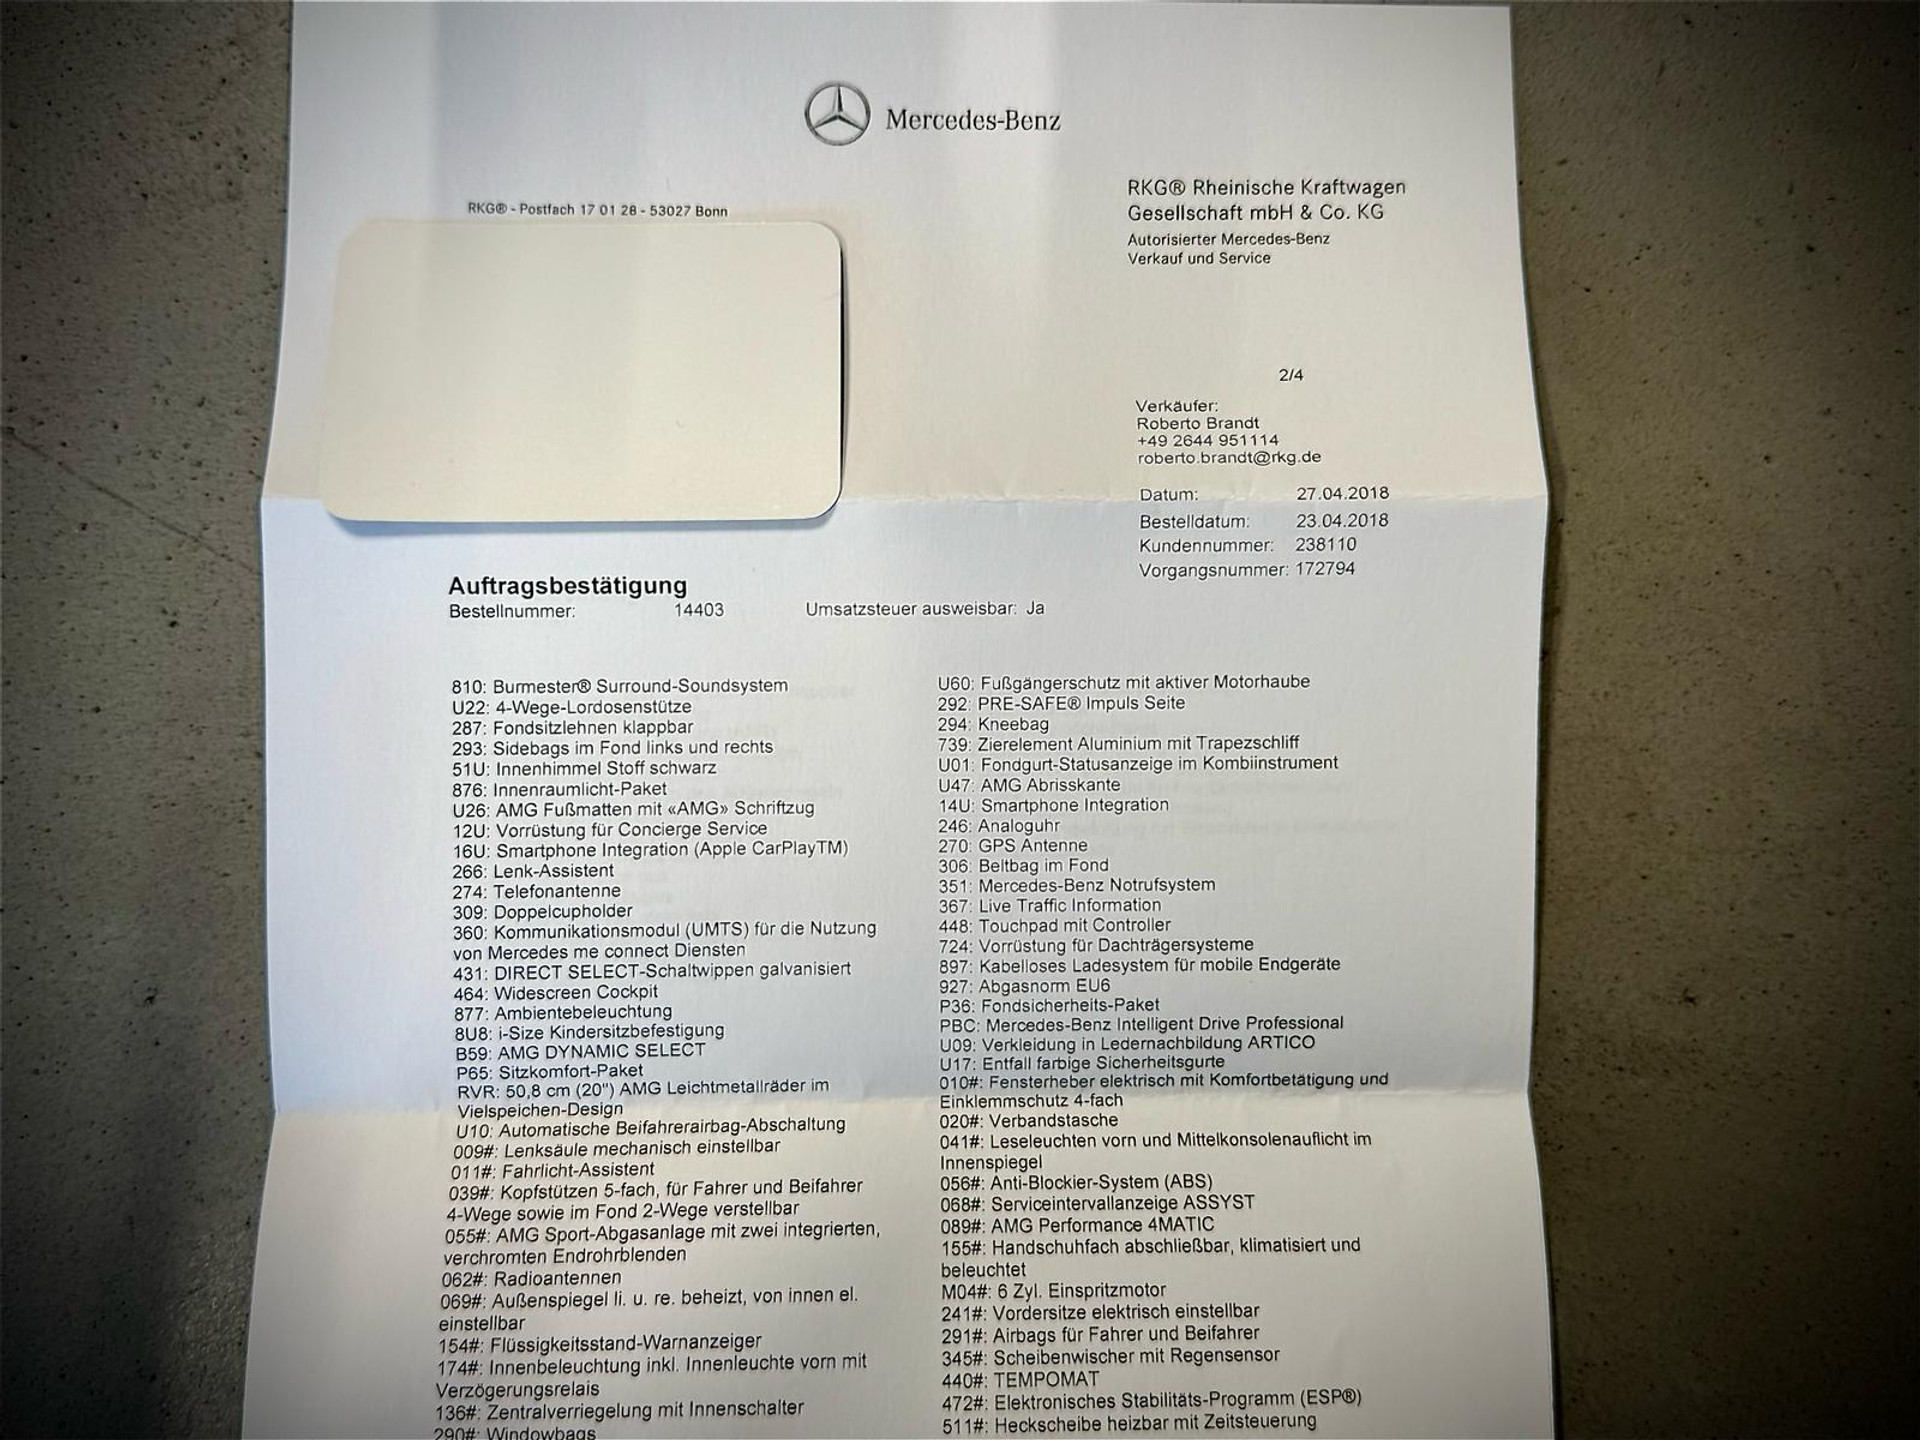 Mercedes-Benz
RKG® Rheinische Kraftwagen
Gesellschaft mbH & Co. KG
Autorisierter Mercedes-Benz
Verkauf und Service
RKG® - Postfach 17 01 28 - 53027 Bonn
2/4
Verkäufer:
Roberto Brandt
+49 2644 951114
roberto.brandt@rkg.de
Datum: 27.04.2018
Bestelldatum: 23.04.2018
Kundennummer: 238110
Vorgangsnummer: 172794
Auftragsbestätigung
Bestellnummer: 14403 Umsatzsteuer ausweisbar: Ja
810: Burmester® Surround-Soundsystem
U22: 4-Wege-Lordosenstütze
287: Fondsitzlehnen klappbar
293: Sidebags im Fond links und rechts
51U: Innenhimmel Stoff schwarz
876: Innenraumlicht-Paket
U26: AMG Fußmatten mit «AMG» Schriftzug
12U: Vorrüstung für Concierge Service
16U: Smartphone Integration (Apple CarPlayTM)
266: Lenk-Assistent
274: Telefonantenne
309: Doppelcupholder
360: Kommunikationsmodul (UMTS) für die Nutzung
von Mercedes me connect Diensten
431: DIRECT SELECT-Schaltwippen galvanisiert
464: Widescreen Cockpit
877: Ambientebeleuchtung
8U8: i-Size Kindersitzbefestigung
B59: AMG DYNAMIC SELECT
P65: Sitzkomfort-Paket
RVR: 50,8 cm (20") AMG Leichtmetallräder im
Vielspeichen-Design
U10: Automatische Beifahrerairbag-Abschaltung
009#: Lenksäule mechanisch einstellbar
011#: Fahrlicht-Assistent
039#: Kopfstützen 5-fach, für Fahrer und Beifahrer
4-Wege sowie im Fond 2-Wege verstellbar
055#: AMG Sport-Abgasanlage mit zwei integrierten,
verchromten Endrohrblenden
062#: Radioantennen
069#: Außenspiegel li. u. re. beheizt, von innen el.
einstellbar
154#: Flüssigkeitsstand-Warnanzeiger
174#: Innenbeleuchtung inkl. Innenleuchte vorn mit
Verzögerungsrelais
136#: Zentralverriegelung mit Innenschalter
290#: Windowbags
U60: Fußgängerschutz mit aktiver Motorhaube
292: PRE-SAFE® Impuls Seite
294: Kneebag
739: Zierelement Aluminium mit Trapezschliff
U01: Fondgurt-Statusanzeige im Kombiinstrument
U47: AMG Abrisskante
14U: Smartphone Integration
246: Analoguhr
270: GPS Antenne
306: Beltbag im Fond
351: Mercedes-Benz Notrufsystem
367: Live Traffic Information
448: Touchpad mit Controller
724: Vorrüstung für Dachträgersysteme
897: Kabelloses Ladesystem für mobile Endgeräte
927: Abgasnorm EU6
P36: Fondsicherheits-Paket
PBC: Mercedes-Benz Intelligent Drive Professional
U09: Verkleidung in Ledernachbildung ARTICO
U17: Entfall farbige Sicherheitsgurte
010#: Fensterheber elektrisch mit Komfortbetätigung und
Einklemmschutz 4-fach
020#: Verbandstasche
041#: Leseleuchten vorn und Mittelkonsolenauflicht im
Innenspiegel
056#: Anti-Blockier-System (ABS)
068#: Serviceintervallanzeige ASSYST
089#: AMG Performance 4MATIC
155#: Handschuhfach abschließbar, klimatisiert und
beleuchtet
M04#: 6 Zyl. Einspritzmotor
241#: Vordersitze elektrisch einstellbar
291#: Airbags für Fahrer und Beifahrer
345#: Scheibenwischer mit Regensensor
440#: TEMPOMAT
472#: Elektronisches Stabilitäts-Programm (ESP®)
511#: Heckscheibe heizbar mit Zeitsteuerung